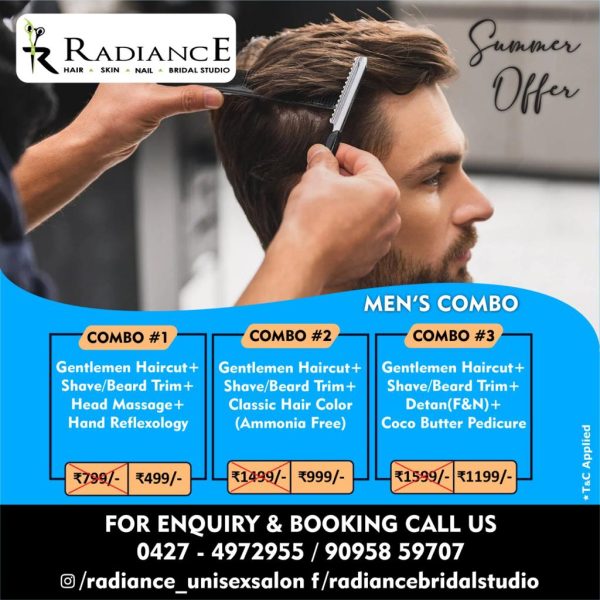 RADIANCE
HAIR ▲ SKIN ▲ NAIL ▲ BRIDAL STUDIO
Summer
Offer
MEN'S COMBO
COMBO #1
Gentlemen Haircut+
Shave/Beard Trim+
Head Massage+
Hand Reflexology
₹799/- ₹499/-
COMBO #2
Gentlemen Haircut+
Shave/Beard Trim+
Classic Hair Color
(Ammonia Free)
₹1499/- ₹999/-
COMBO #3
Gentlemen Haircut+
Shave/Beard Trim+
Detan(F&N)+
Coco Butter Pedicure
₹1599/- ₹1199/-
*T&C Applied
FOR ENQUIRY & BOOKING CALL US
0427 - 4972955 / 90958 59707
/radiance_unisexsalon f/radiancebridalstudio